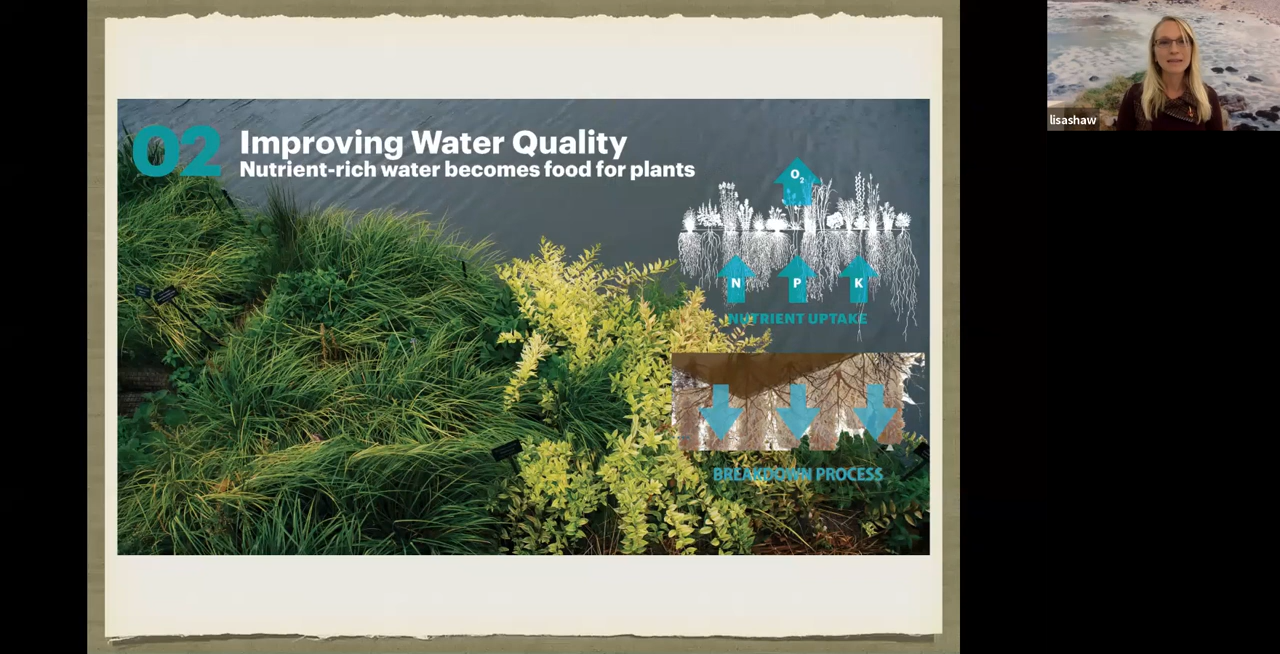 02
Improving Water Quality
Nutrient-rich water becomes food for plants
O2
N P K
NUTRIENT UPTAKE
BREAKDOWN PROCESS
lisashaw